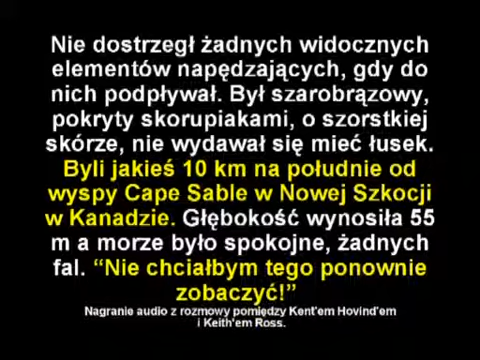 Nie dostrzegł żadnych widocznych
elementów napędzających, gdy do
nich podpływał. Był szarobrązowy,
pokryty skorupiakami, o szorstkiej
skórze, nie wydawał się mieć łusek.
Byli jakieś 10 km na południe od
wyspy Cape Sable w Nowej Szkocji
w Kanadzie. Głębokość wynosiła 55
m a morze było spokojne, żadnych
fal. “Nie chciałbym tego ponownie
zobaczyć!”
Nagranie audio z rozmowy pomiędzy Kent'em Hovind'em
i Keith'em Ross.